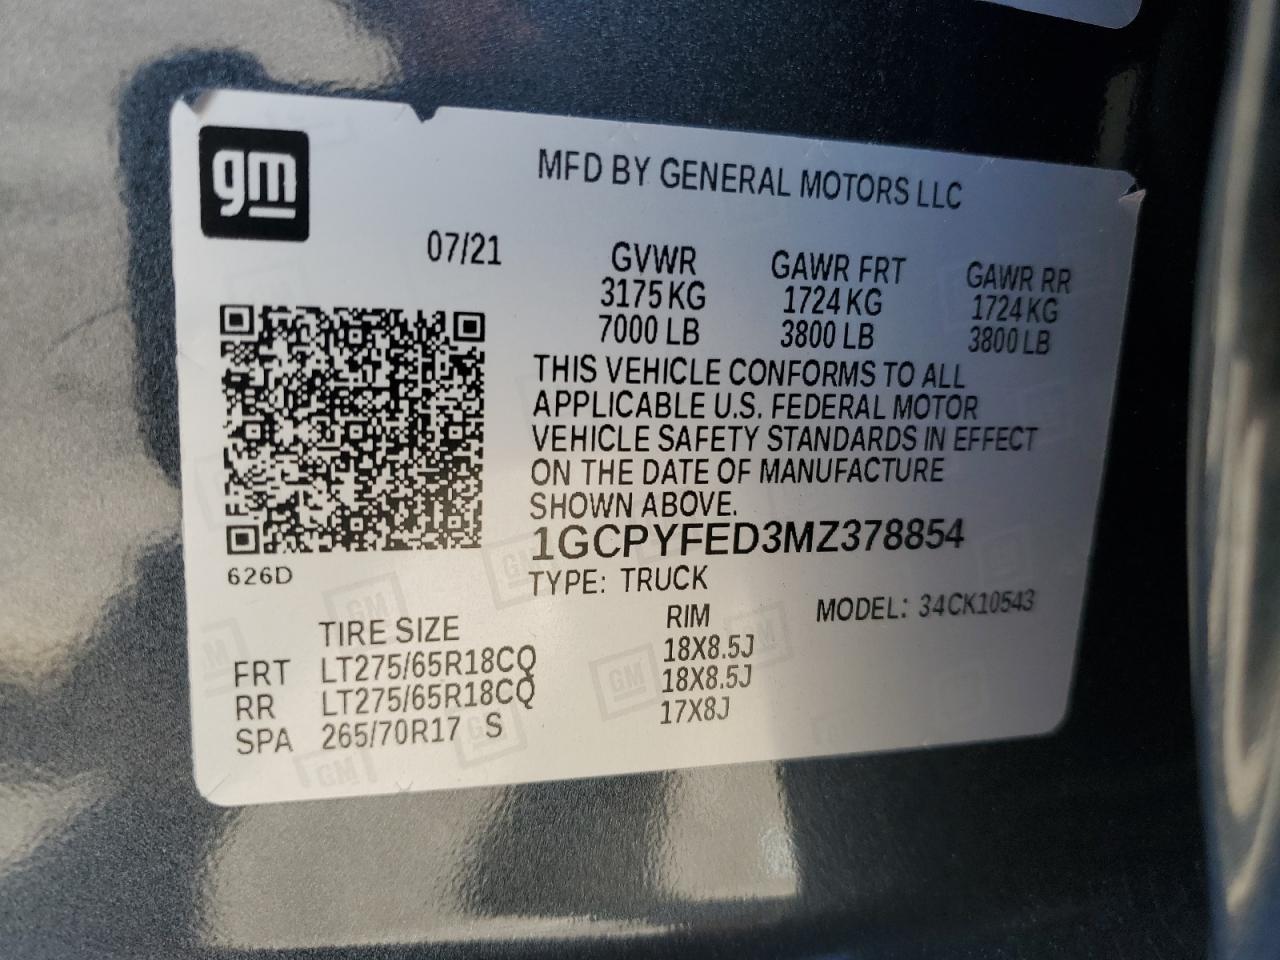 gm
MFD BY GENERAL MOTORS LLC
07/21
GVWR GAWR FRT GAWR RR
3175 KG 1724 KG 1724 KG
7000 LB 3800 LB 3800 LB
THIS VEHICLE CONFORMS TO ALL
APPLICABLE U.S. FEDERAL MOTOR
VEHICLE SAFETY STANDARDS IN EFFECT
ON THE DATE OF MANUFACTURE
SHOWN ABOVE.
1GCPYFED3MZ378854
626D
TYPE: TRUCK
MODEL: 34CK10543
TIRE SIZE RIM
FRT LT275/65R18CQ 18X8.5J
RR LT275/65R18CQ 18X8.5J
SPA 265/70R17 S 17X8J